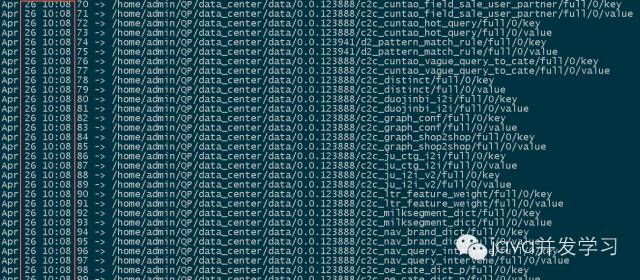 Apr 26 10:08 70 -> /home/admin/QP/data_center/data/0.0.123888/c2c_cuntao_field_sale_user_partner/full/0/key
Apr 26 10:08 71 -> /home/admin/QP/data_center/data/0.0.123888/c2c_cuntao_field_sale_user_partner/full/0/value
Apr 26 10:08 72 -> /home/admin/QP/data_center/data/0.0.123888/c2c_cuntao_hot_query/full/0/key
Apr 26 10:08 73 -> /home/admin/QP/data_center/data/0.0.123888/c2c_cuntao_hot_query/full/0/value
Apr 26 10:08 74 -> /home/admin/QP/data_center/data/0.0.123941/d2_pattern_match_rule/full/0/key
Apr 26 10:08 75 -> /home/admin/QP/data_center/data/0.0.123941/d2_pattern_match_rule/full/0/value
Apr 26 10:08 76 -> /home/admin/QP/data_center/data/0.0.123888/c2c_cuntao_vague_query_to_cate/full/0/key
Apr 26 10:08 77 -> /home/admin/QP/data_center/data/0.0.123888/c2c_cuntao_vague_query_to_cate/full/0/value
Apr 26 10:08 78 -> /home/admin/QP/data_center/data/0.0.123888/c2c_distinct/full/0/key
Apr 26 10:08 79 -> /home/admin/QP/data_center/data/0.0.123888/c2c_distinct/full/0/value
Apr 26 10:08 80 -> /home/admin/QP/data_center/data/0.0.123888/c2c_duojinbi_i2i/full/0/key
Apr 26 10:08 81 -> /home/admin/QP/data_center/data/0.0.123888/c2c_duojinbi_i2i/full/0/value
Apr 26 10:08 82 -> /home/admin/QP/data_center/data/0.0.123888/c2c_graph_conf/full/0/key
Apr 26 10:08 83 -> /home/admin/QP/data_center/data/0.0.123888/c2c_graph_conf/full/0/value
Apr 26 10:08 84 -> /home/admin/QP/data_center/data/0.0.123888/c2c_graph_shop2shop/full/0/key
Apr 26 10:08 85 -> /home/admin/QP/data_center/data/0.0.123888/c2c_graph_shop2shop/full/0/value
Apr 26 10:08 86 -> /home/admin/QP/data_center/data/0.0.123888/c2c_ju_ctg_i2i/full/0/key
Apr 26 10:08 87 -> /home/admin/QP/data_center/data/0.0.123888/c2c_ju_ctg_i2i/full/0/value
Apr 26 10:08 88 -> /home/admin/QP/data_center/data/0.0.123888/c2c_ju_i2i_v2/full/0/key
Apr 26 10:08 89 -> /home/admin/QP/data_center/data/0.0.123888/c2c_ju_i2i_v2/full/0/value
Apr 26 10:08 90 -> /home/admin/QP/data_center/data/0.0.123888/c2c_ltr_feature_weight/full/0/key
Apr 26 10:08 91 -> /home/admin/QP/data_center/data/0.0.123888/c2c_ltr_feature_weight/full/0/value
Apr 26 10:08 92 -> /home/admin/QP/data_center/data/0.0.123888/c2c_milksegment_dict/full/0/key
Apr 26 10:08 93 -> /home/admin/QP/data_center/data/0.0.123888/c2c_milksegment_dict/full/0/value
Apr 26 10:08 94 -> /home/admin/QP/data_center/data/0.0.123888/c2c_nav_brand_dict/full/0/key
Apr 26 10:08 95 -> /home/admin/QP/data_center/data/0.0.123888/c2c_nav_brand
Apr 26 10:08 96 -> /home/admin/QP/data_center/data/0.0.123888/c2c_nav_query
Apr 26 10:08 97 -> /home/admin/QP/data_center/data/0.0.123888/c2c_nav_query
Apr 26 10:08 98 -> /home/admin/QP/data_center/data/0.0.123888/c2c_oe_cate_dict
java并发学习